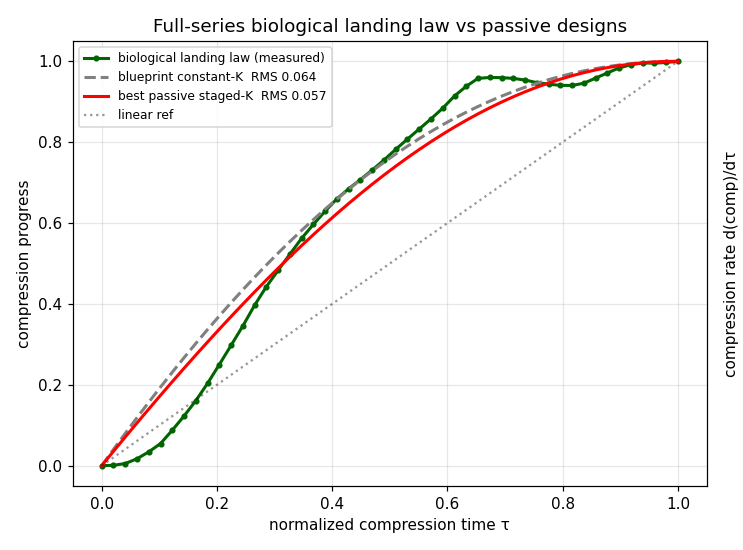 Full-series biological landing law vs passive designs
biological landing law (measured)
blueprint constant-K  RMS 0.064
best passive staged-K  RMS 0.057
linear ref
compression progress
1.0
0.8
0.6
0.4
0.2
0.0
0.0
0.2
0.4
0.6
0.8
1.0
normalized compression time τ
compression rate d(comp)/dτ